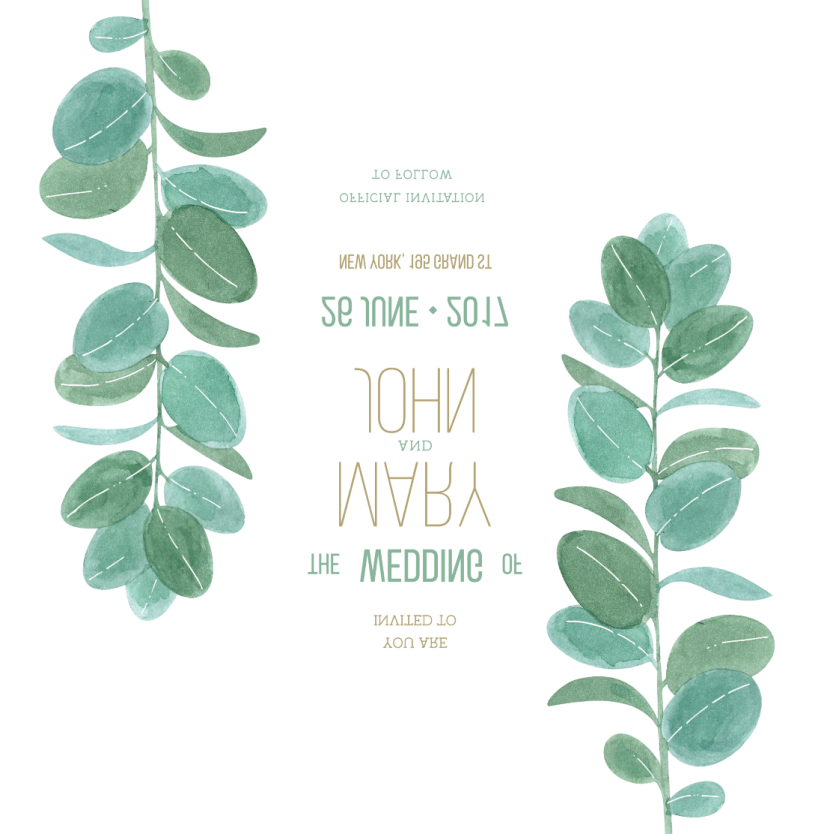 YOU ARE
INVITED TO
THE WEDDING OF
MARY
AND
JOHN
26 JUNE • 2017
NEW YORK, 196 GRAND ST
OFFICIAL INVITATION
TO FOLLOW